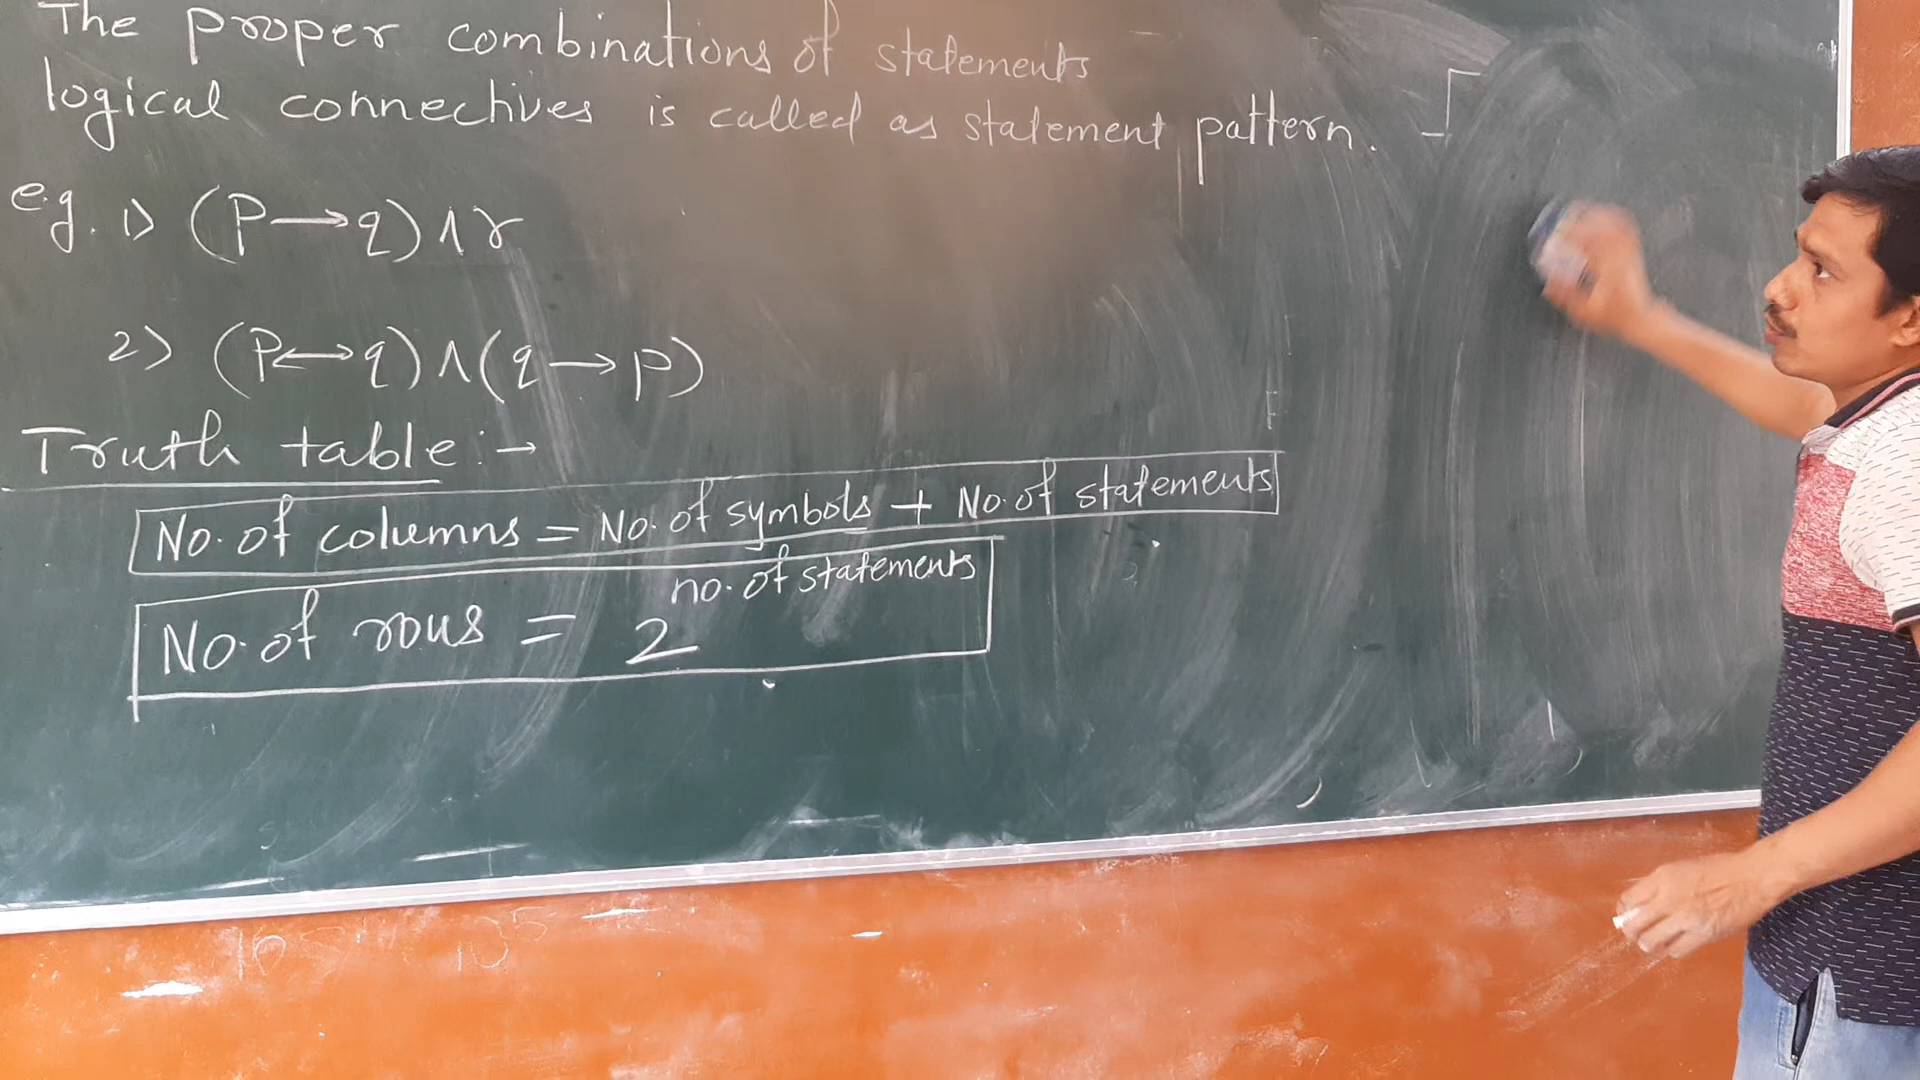 The proper combinations of statements
logical connectives is called as statement pattern.
e.g. 1) (P→q)∧r
2) (P↔q)∧(q→p)
Truth table:-
No. of columns = No. of symbols + No. of statements
No. of rows = 2^no. of statements